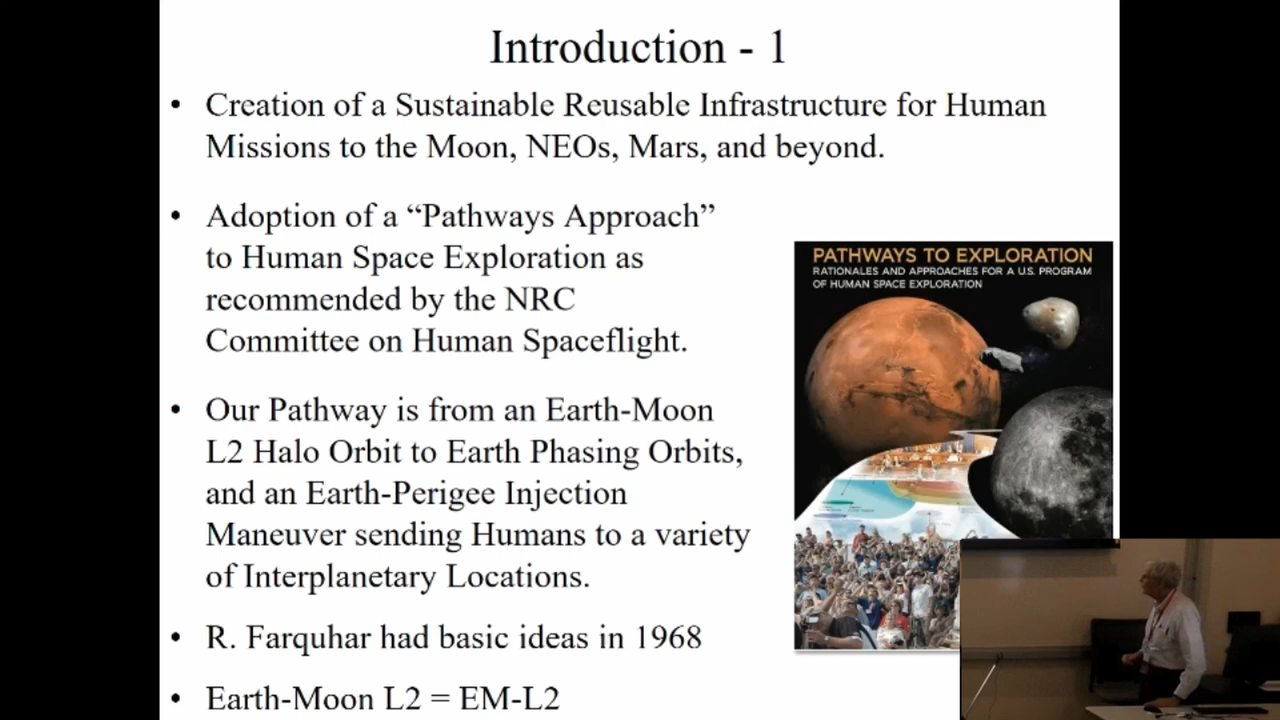 Introduction - 1
• Creation of a Sustainable Reusable Infrastructure for Human
Missions to the Moon, NEOs, Mars, and beyond.
• Adoption of a “Pathways Approach”
to Human Space Exploration as
recommended by the NRC
Committee on Human Spaceflight.
• Our Pathway is from an Earth-Moon
L2 Halo Orbit to Earth Phasing Orbits,
and an Earth-Perigee Injection
Maneuver sending Humans to a variety
of Interplanetary Locations.
• R. Farquhar had basic ideas in 1968
• Earth-Moon L2 = EM-L2
PATHWAYS TO EXPLORATION
RATIONALES AND APPROACHES FOR A U.S. PROGRAM
OF HUMAN SPACE EXPLORATION